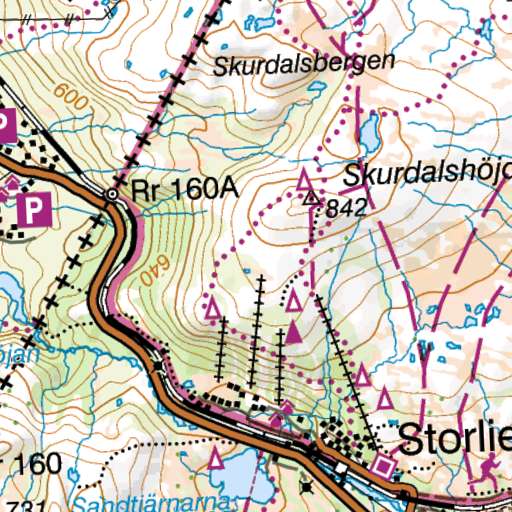 Skurdalsbergen
600
P
Skurdalshöjd
Rr 160A
842
P
640
Storlie
160
731
Sandtjärnarna